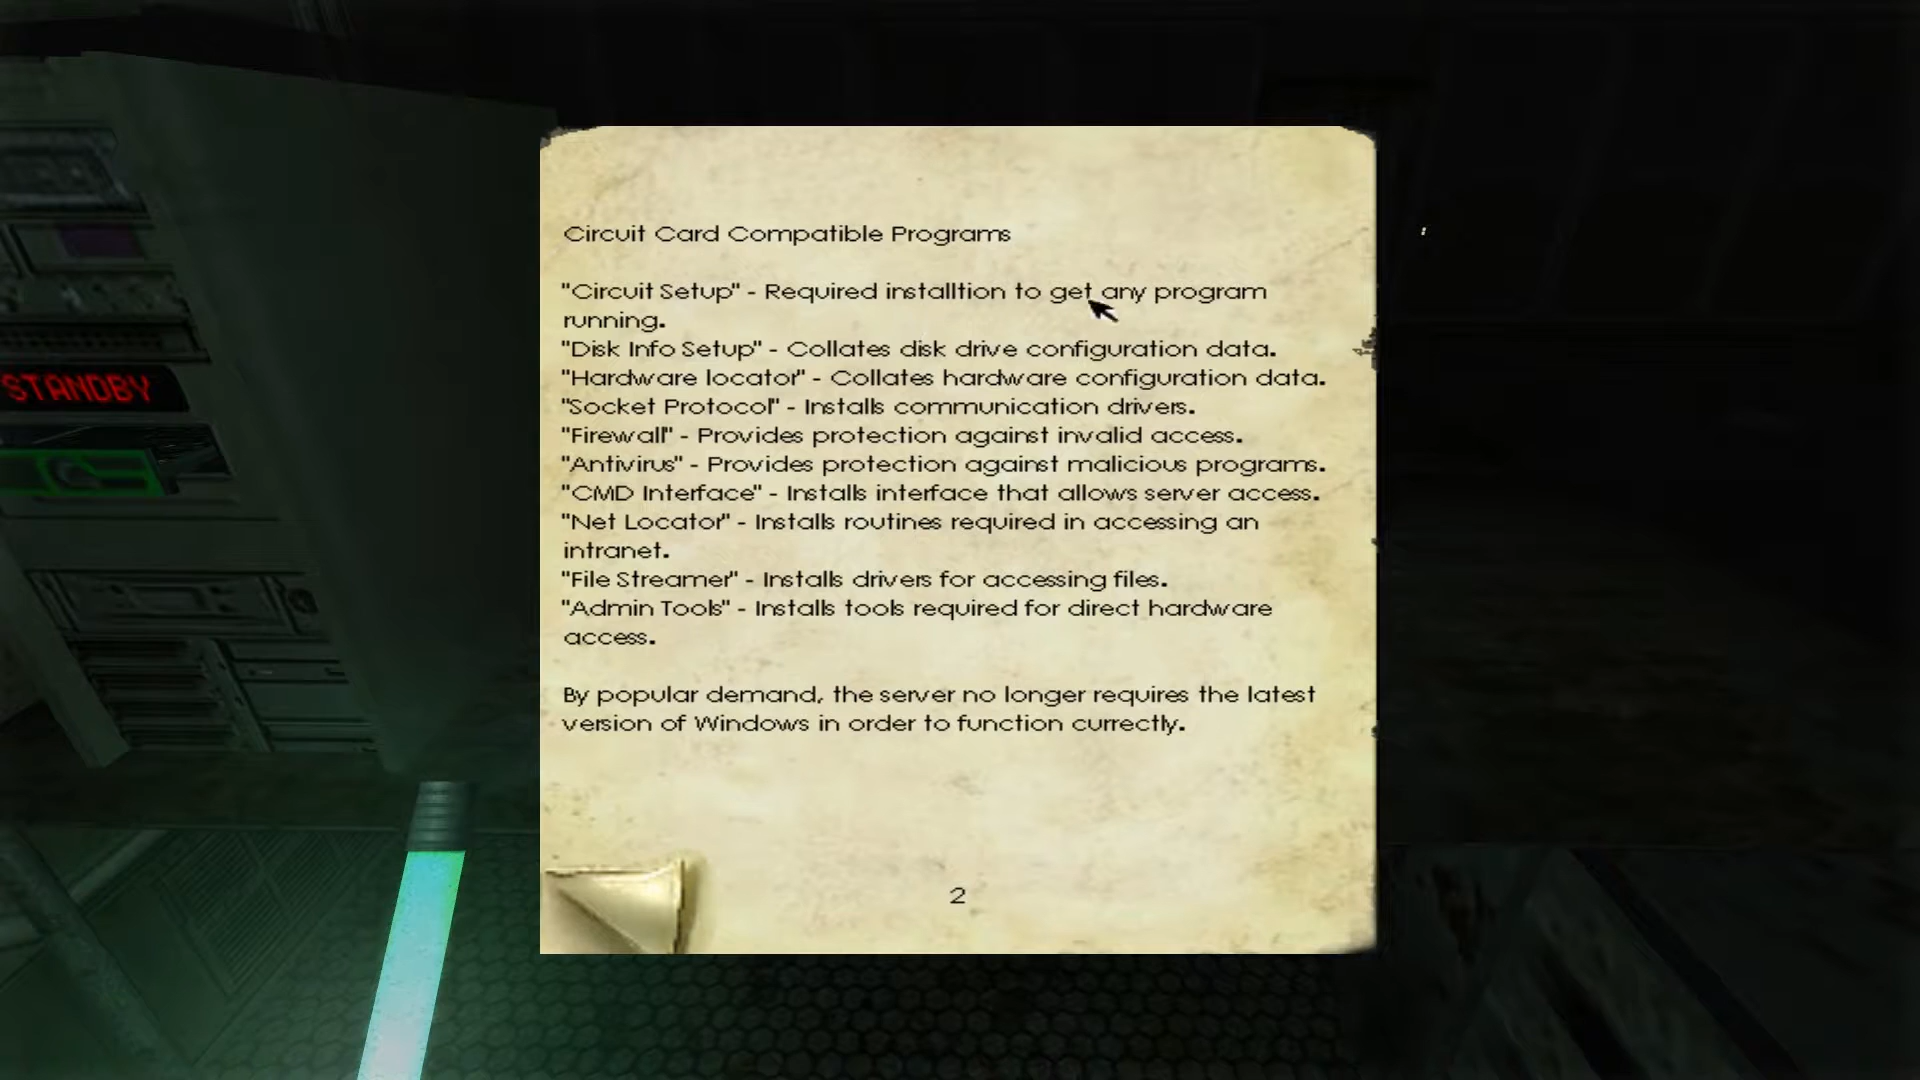 Circuit Card Compatible Programs
"Circuit Setup" - Required installtion to get any program
running.
"Disk Info Setup" - Collates disk drive configuration data.
"Hardware locator" - Collates hardware configuration data.
"Socket Protocol" - Installs communication drivers.
"Firewall" - Provides protection against invalid access.
"Antivirus" - Provides protection against malicious programs.
"CMD Interface" - Installs interface that allows server access.
"Net Locator" - Installs routines required in accessing an
intranet.
"File Streamer" - Installs drivers for accessing files.
"Admin Tools" - Installs tools required for direct hardware
access.
By popular demand, the server no longer requires the latest
version of Windows in order to function currectly.
2
STANDBY